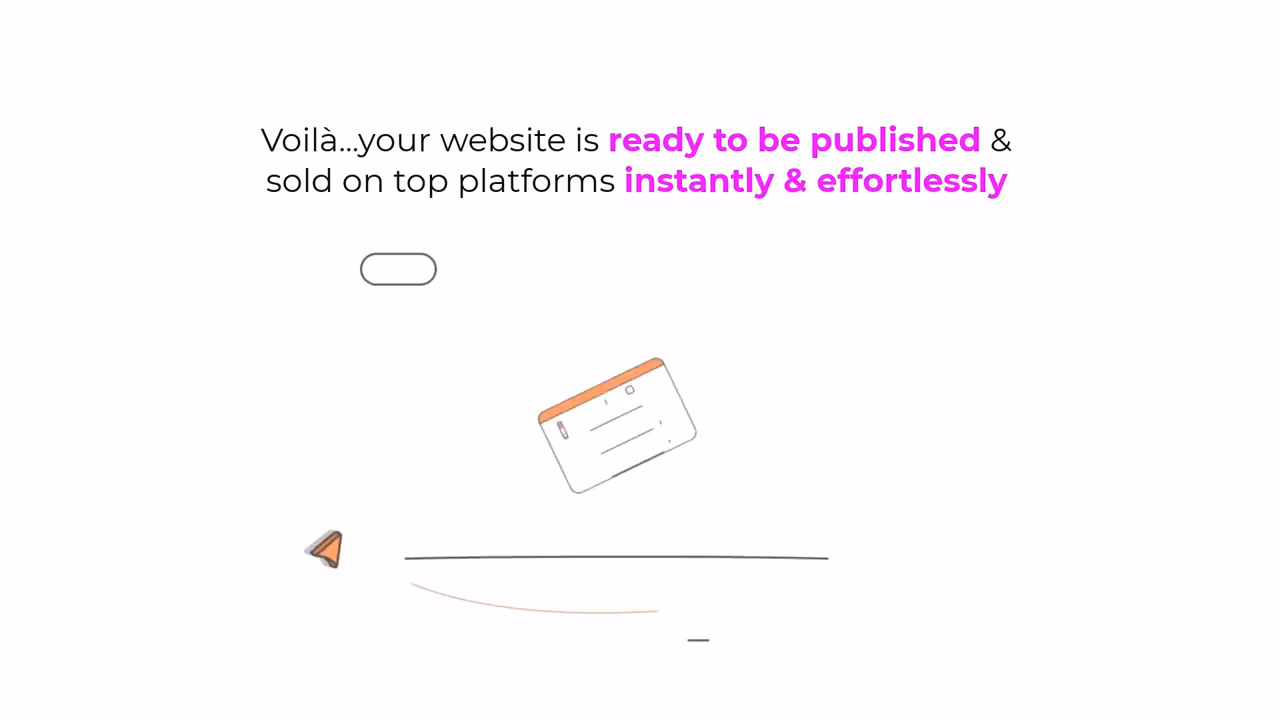 Voilà...your website is ready to be published &
sold on top platforms instantly & effortlessly